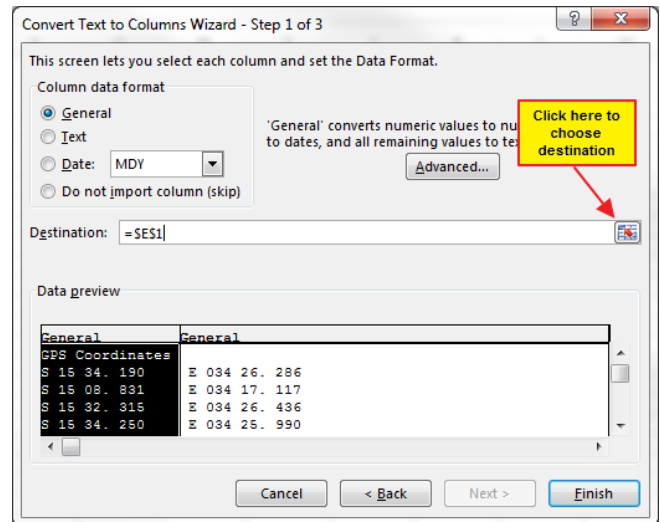 Convert Text to Columns Wizard - Step 1 of 3
?
This screen lets you select each column and set the Data Format.
Column data format
General
Text
Date: MDY
Do not import column (skip)
'General' converts numeric values to nu
to dates, and all remaining values to te
Advanced...
Click here to
choose
destination
Destination: =$E$1
Data preview
General General
GPS Coordinates
S 15 34. 190 E 034 26. 286
S 15 08. 831 E 034 17. 117
S 15 32. 315 E 034 26. 436
S 15 34. 250 E 034 25. 990
Cancel < Back Next > Finish